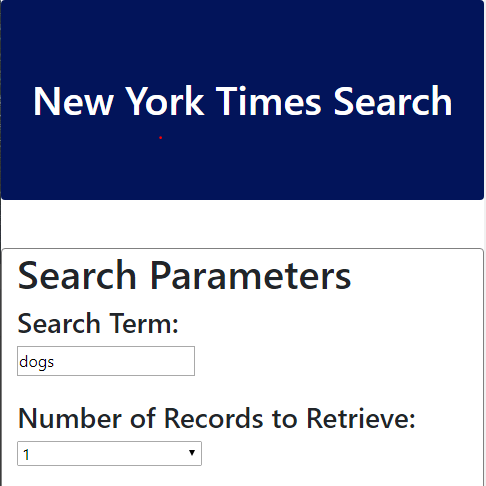 New York Times Search
Search Parameters
Search Term:
dogs
Number of Records to Retrieve:
1